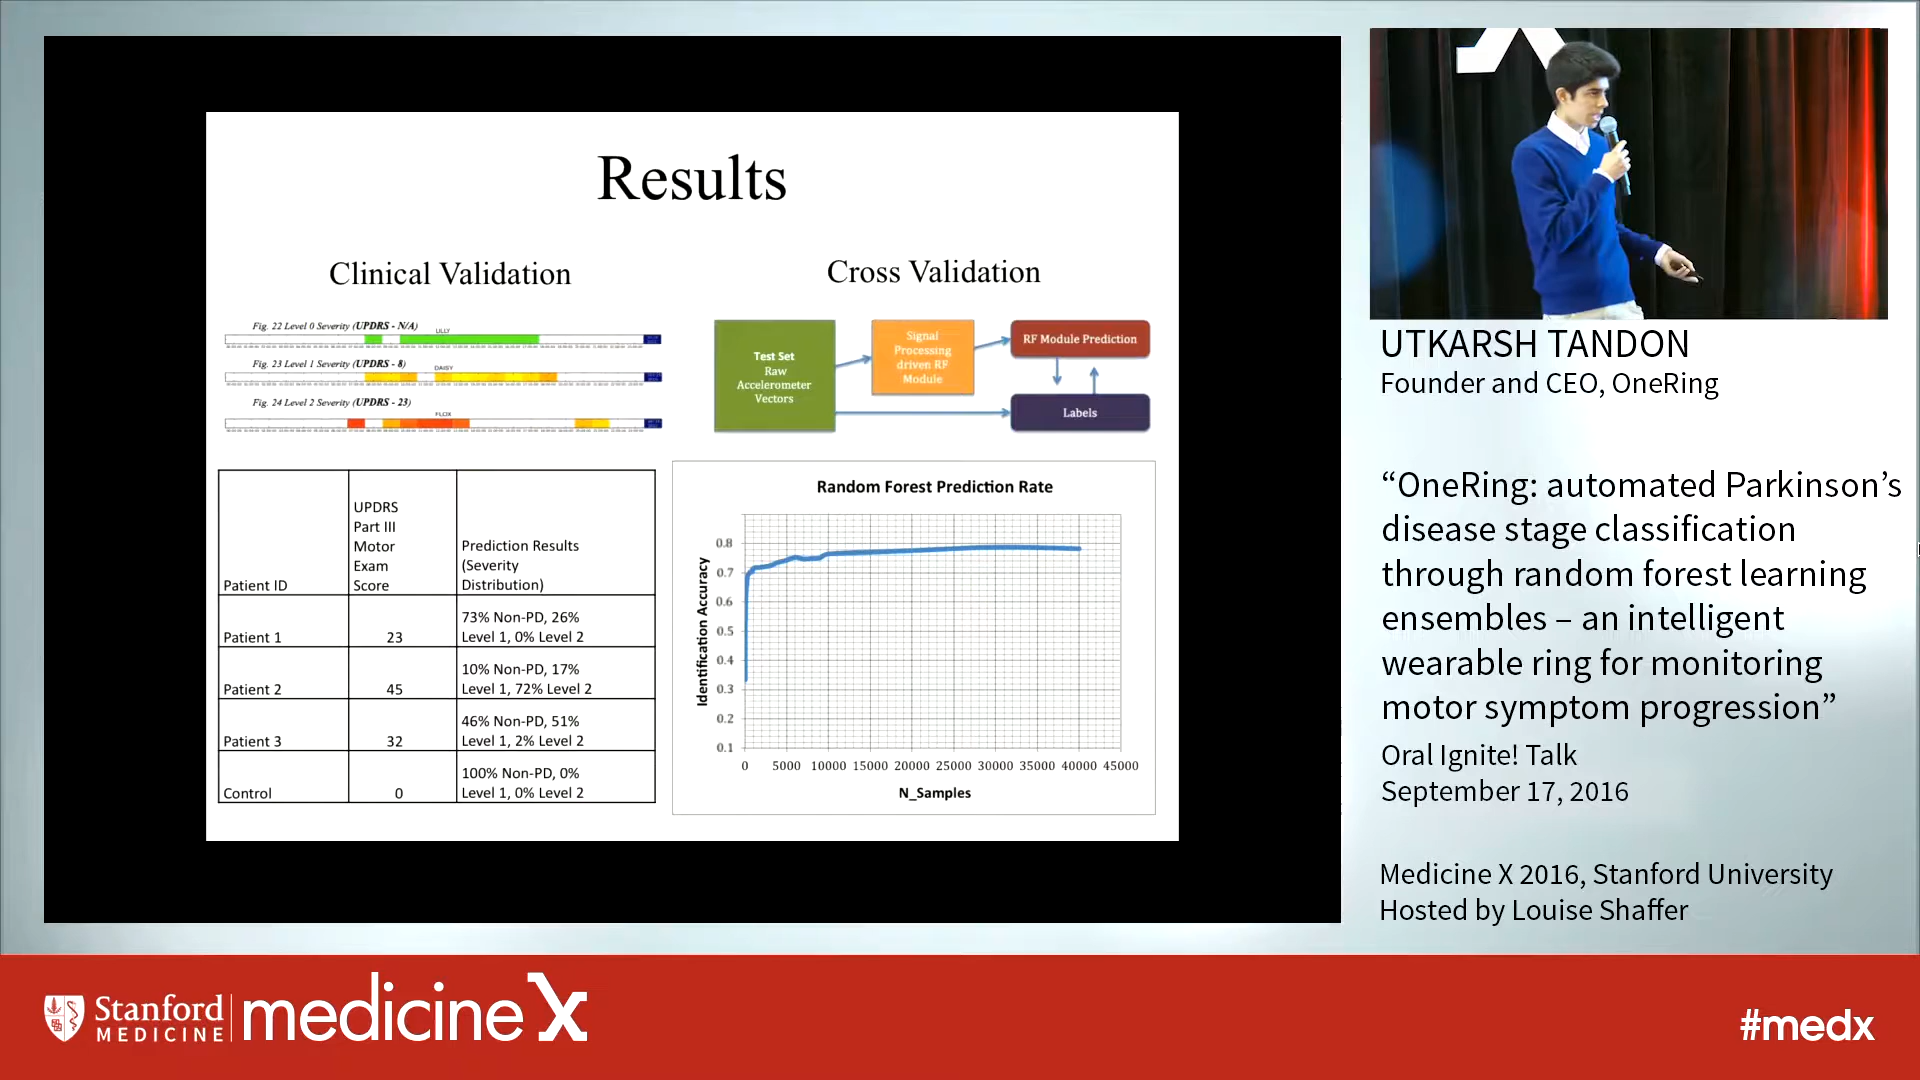 Results
Clinical Validation
Cross Validation
Fig. 22 Level 0 Severity (UPDRS - N/A)
LILLY
Fig. 23 Level 1 Severity (UPDRS - 8)
DAISY
Fig. 24 Level 2 Severity (UPDRS - 23)
Test Set
Raw
Accelerometer
Vectors
Signal
Processing
driven RF
Module
RF Module Prediction
Labels
Patient ID
UPDRS
Part III
Motor
Exam
Score
Prediction Results
(Severity
Distribution)
Patient 1
23
73% Non-PD, 26%
Level 1, 0% Level 2
Patient 2
45
10% Non-PD, 17%
Level 1, 72% Level 2
Patient 3
32
46% Non-PD, 51%
Level 1, 2% Level 2
Control
0
100% Non-PD, 0%
Level 1, 0% Level 2
Random Forest Prediction Rate
Identification Accuracy
0.8
0.7
0.6
0.5
0.4
0.3
0.2
0.1
0 5000 10000 15000 20000 25000 30000 35000 40000 45000
N_Samples
X
UTKARSH TANDON
Founder and CEO, OneRing
“OneRing: automated Parkinson’s
disease stage classification
through random forest learning
ensembles – an intelligent
wearable ring for monitoring
motor symptom progression”
Oral Ignite! Talk
September 17, 2016
Medicine X 2016, Stanford University
Hosted by Louise Shaffer
Stanford
MEDICINE
medicine X
#medx